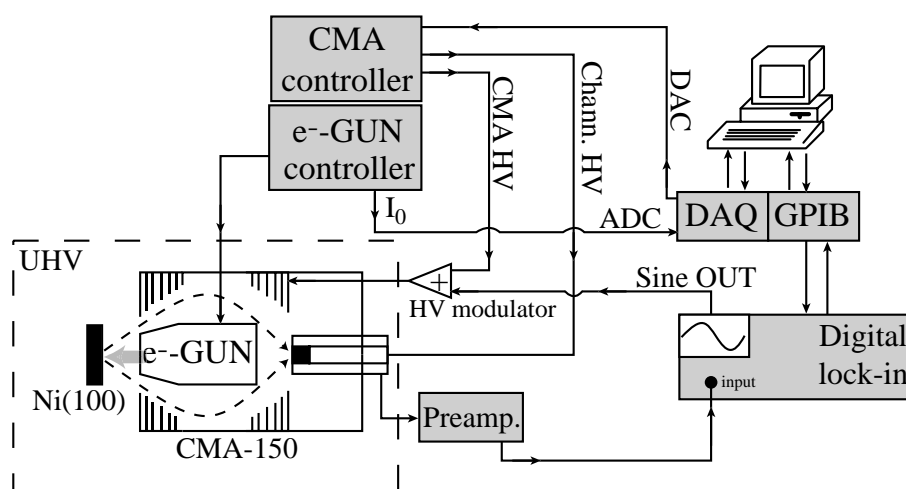 CMA
controller
e⁻-GUN
controller
I₀
CMA HV
Chann. HV
DAC
ADC
DAQ
GPIB
UHV
HV modulator
+
Sine OUT
Digital
lock-in
input
e⁻-GUN
Ni(100)
CMA-150
Preamp.